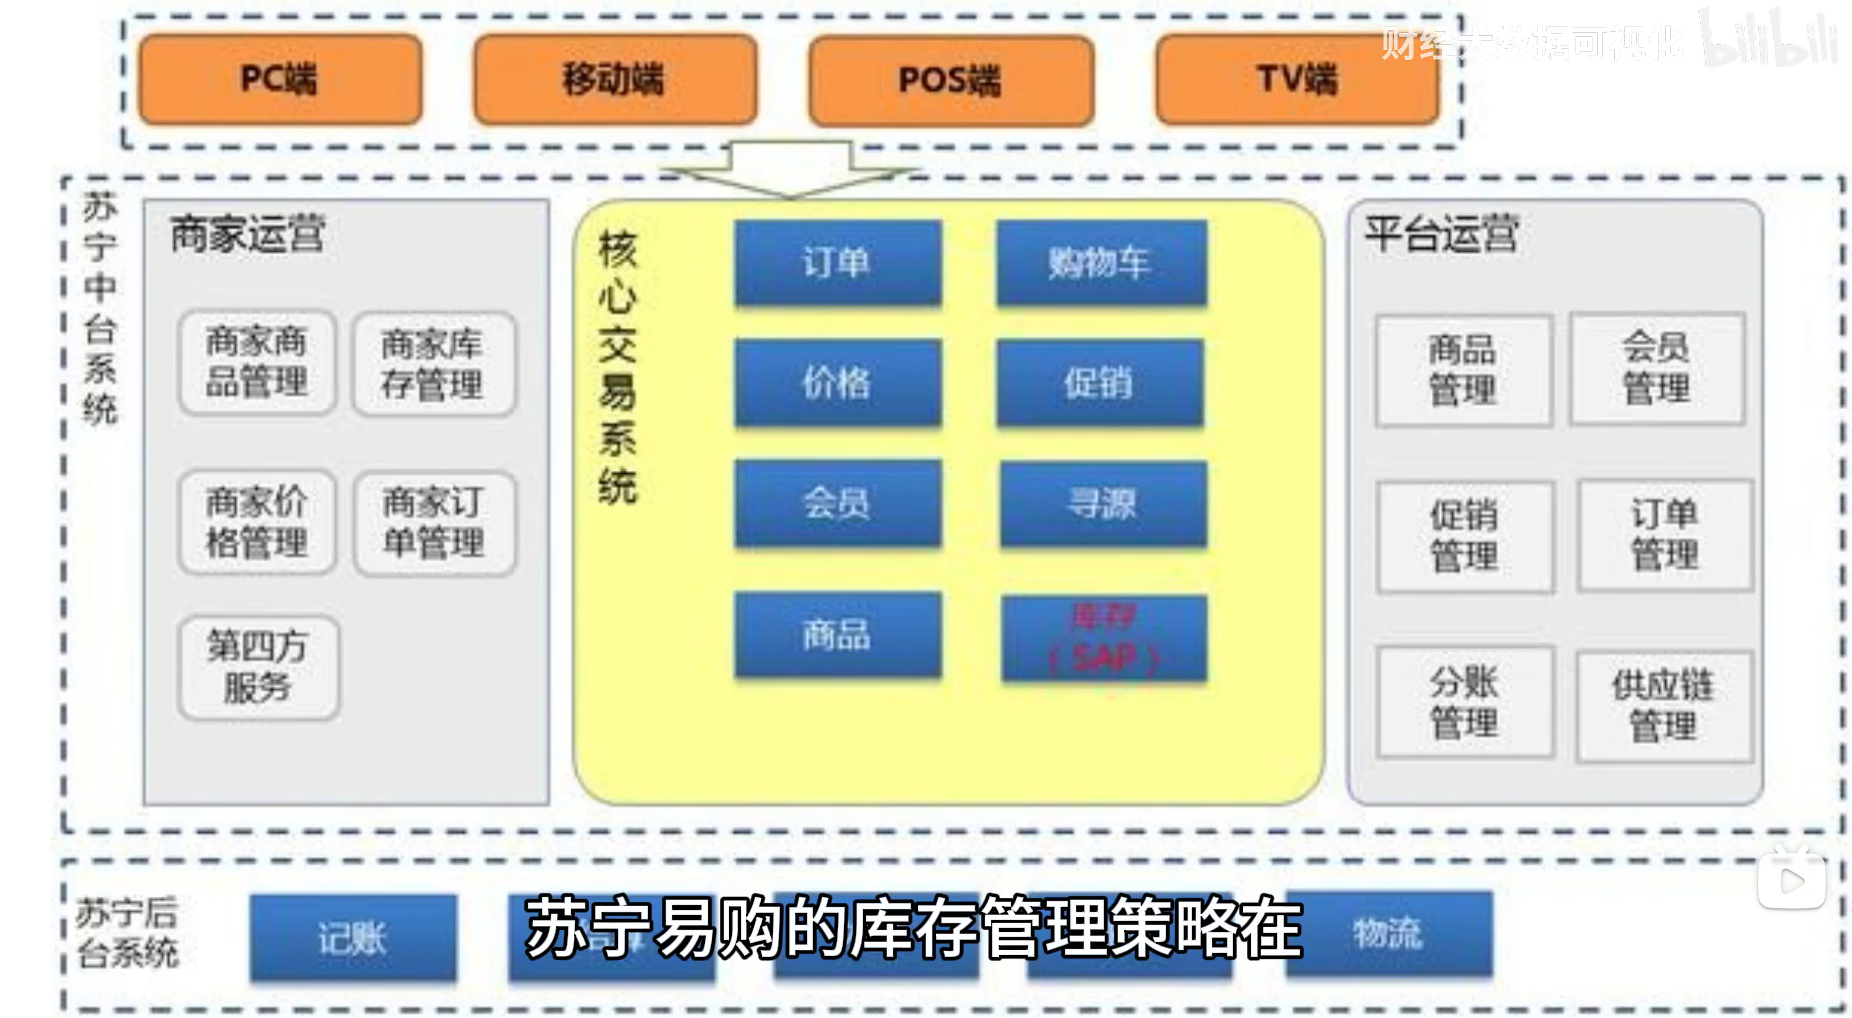 财经大数据可视化 bilibili
PC端
移动端
POS端
TV端
苏宁中台系统
商家运营
商家商
品管理
商家库
存管理
商家价
格管理
商家订
单管理
第四方
服务
核心交易系统
订单
购物车
价格
促销
会员
寻源
商品
库存
（SAP）
平台运营
商品
管理
会员
管理
促销
管理
订单
管理
分账
管理
供应链
管理
苏宁后
台系统
记账
物流
苏宁易购的库存管理策略在